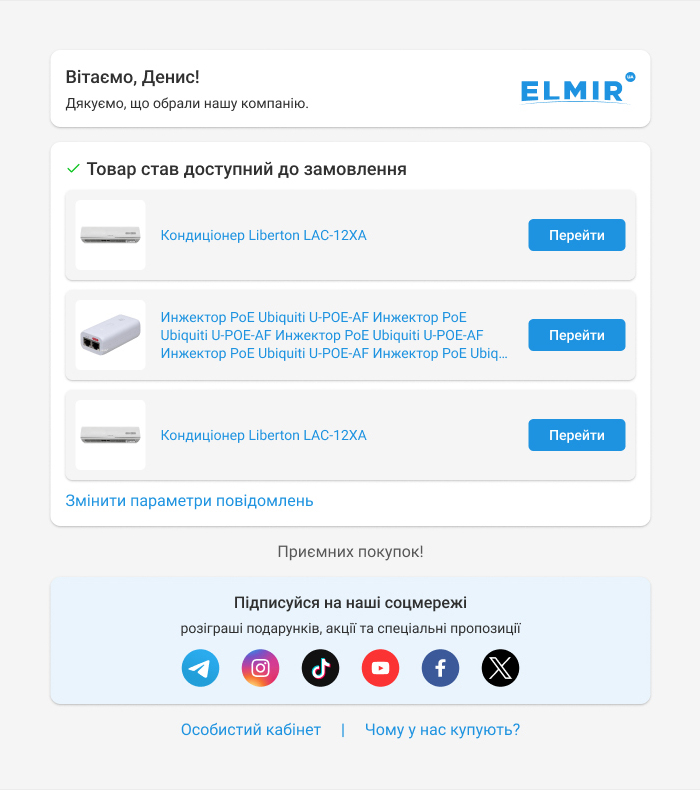 Вітаємо, Денис!
Дякуємо, що обрали нашу компанію.
ELMIR
UA
Товар став доступний до замовлення
Кондиціонер Liberton LAC-12XA
Перейти
Инжектор PoE Ubiquiti U-POE-AF Инжектор PoE
Ubiquiti U-POE-AF Инжектор PoE Ubiquiti U-POE-AF
Инжектор PoE Ubiquiti U-POE-AF Инжектор PoE Ubiq...
Перейти
Кондиціонер Liberton LAC-12XA
Перейти
Змінити параметри повідомлень
Приємних покупок!
Підписуйся на наші соцмережі
розіграші подарунків, акції та спеціальні пропозиції
Особистий кабінет | Чому у нас купують?